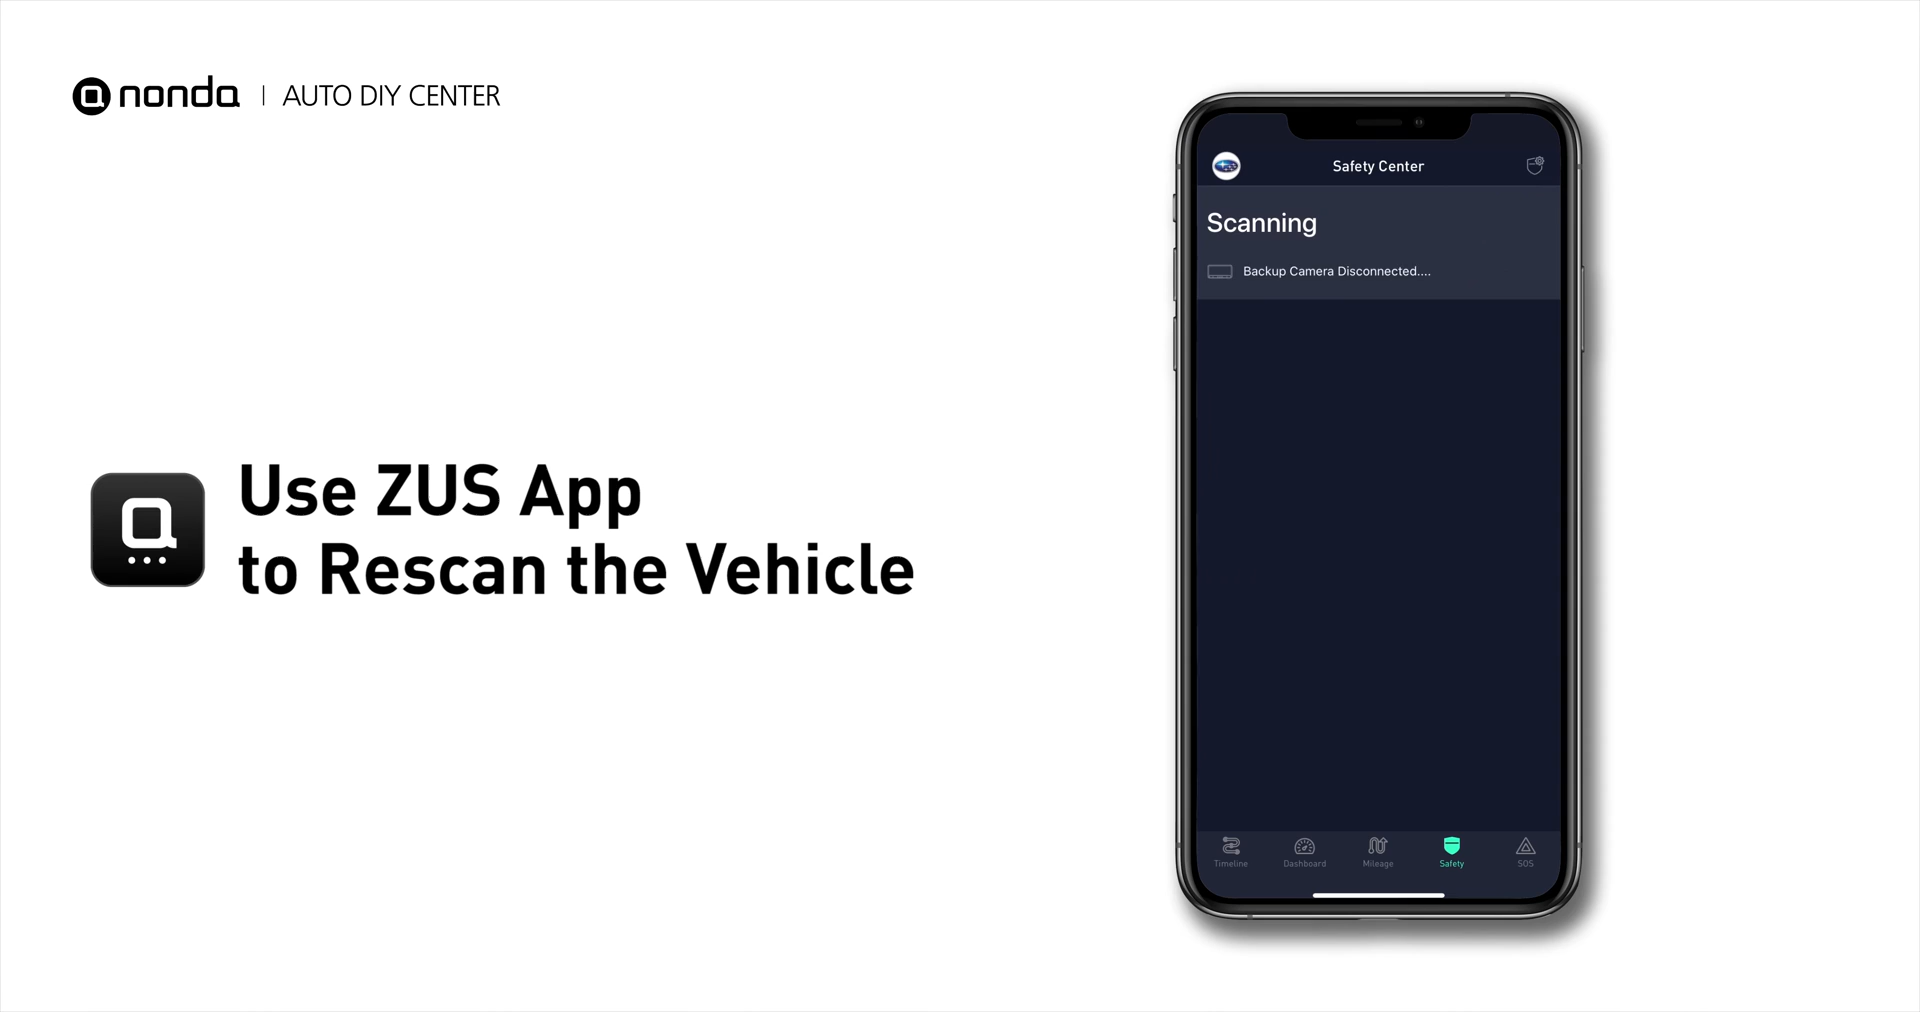 nonda | AUTO DIY CENTER
Use ZUS App
to Rescan the Vehicle
Safety Center
Scanning
Backup Camera Disconnected....
Timeline Dashboard Mileage Safety SOS